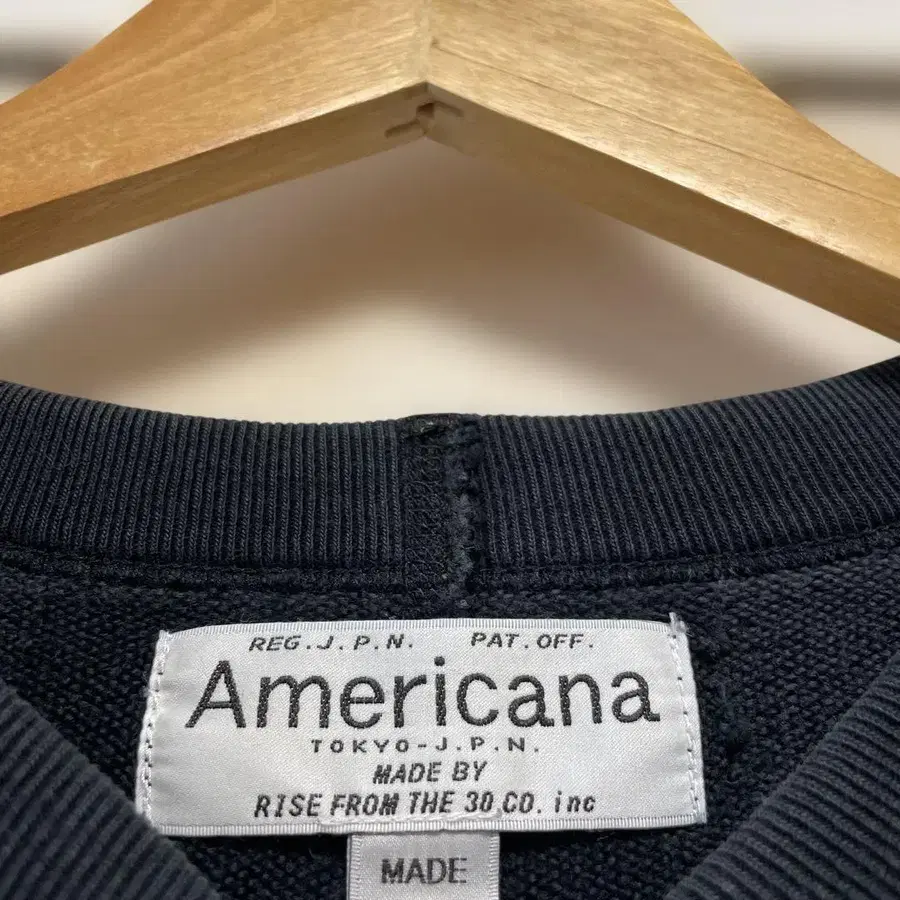 REG.J.P.N. PAT.OFF.
Americana
TOKYO-J.P.N.
MADE BY
RISE FROM THE 30 CO. inc
MADE